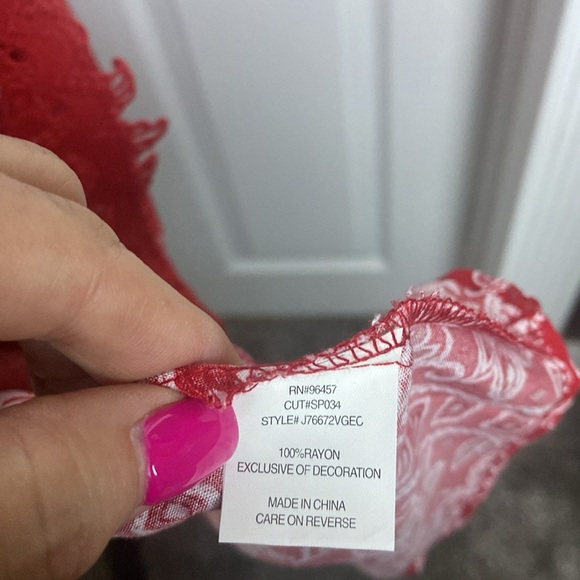 RN#96457
CUT#SP034
STYLE# J76672VGEC
100%RAYON
EXCLUSIVE OF DECORATION
MADE IN CHINA
CARE ON REVERSE